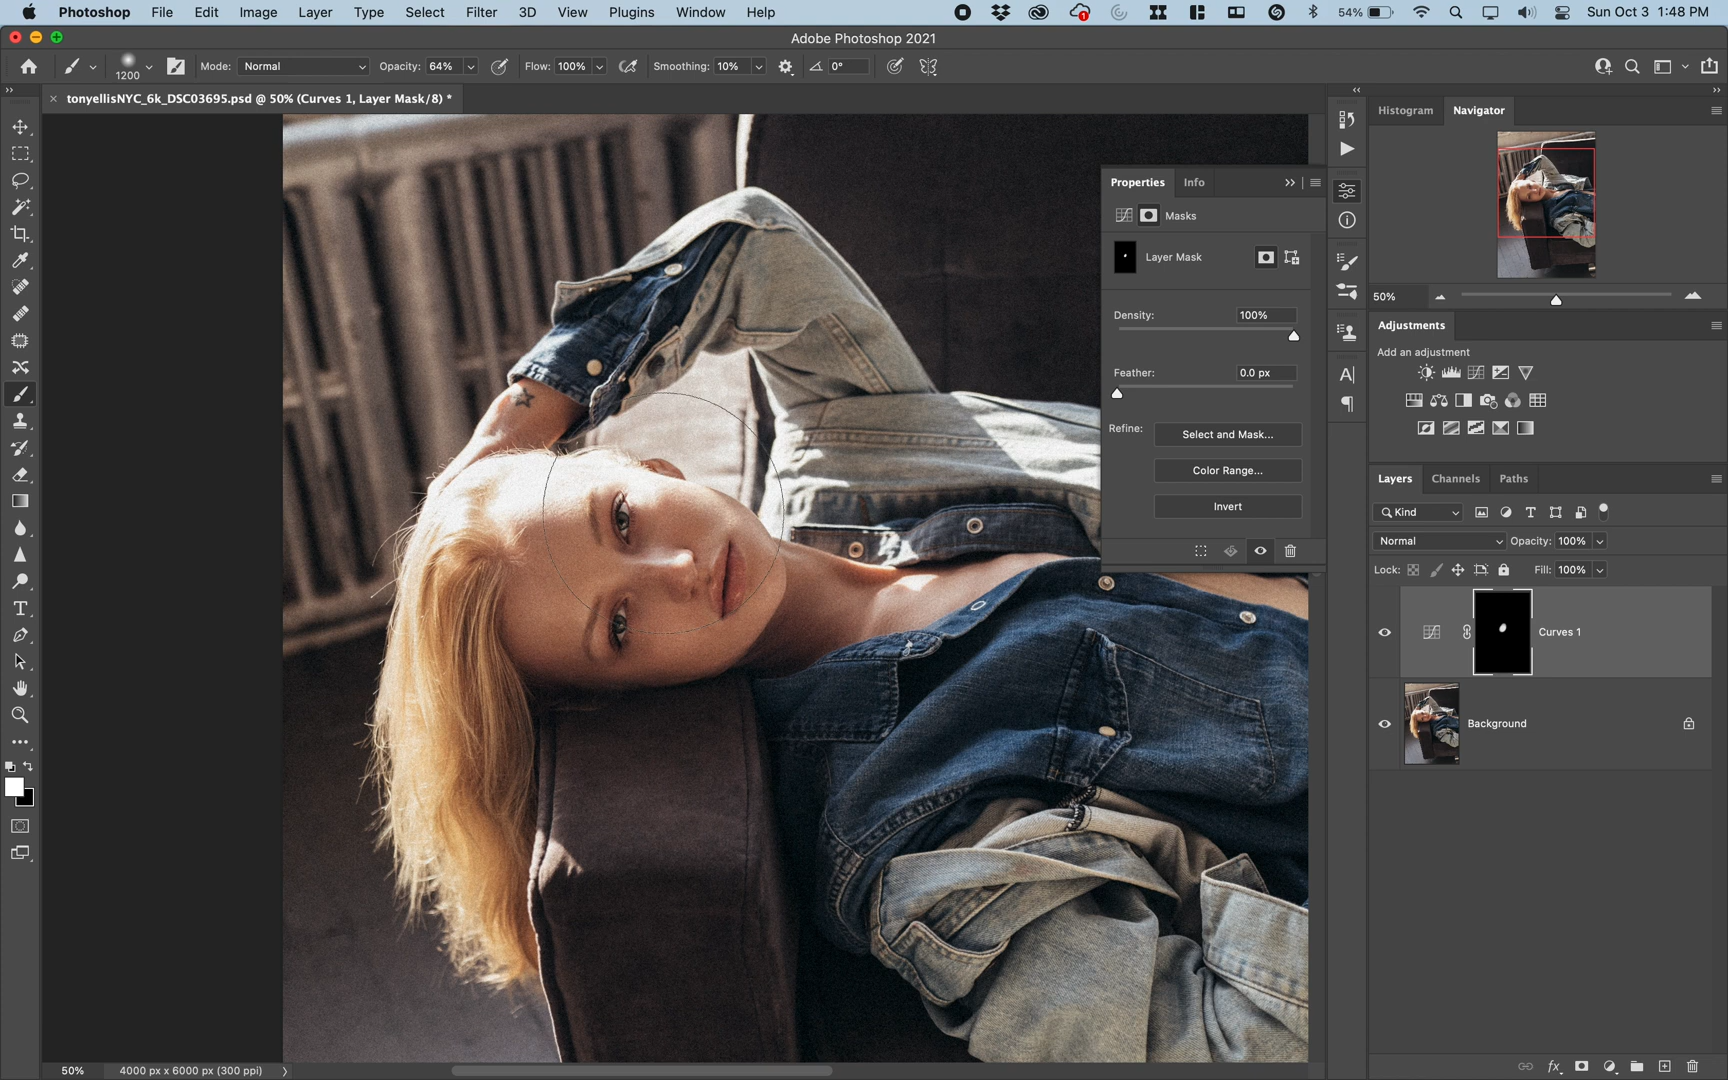 Photoshop File Edit Image Layer Type Select Filter 3D View Plugins Window Help 1 54% Sun Oct 3 1:48 PM
Adobe Photoshop 2021
1200 Mode: Normal Opacity: 64% Flow: 100% Smoothing: 10% 0°
tonyellisNYC_6k_DSC03695.psd @ 50% (Curves 1, Layer Mask/8) *
Histogram Navigator
50%
Properties Info
Masks
Layer Mask
Density: 100%
Feather: 0.0 px
Refine: Select and Mask...
Color Range...
Invert
Adjustments
Add an adjustment
Layers Channels Paths
Kind
Normal Opacity: 100%
Lock: Fill: 100%
Curves 1
Background
50% 4000 px x 6000 px (300 ppi)